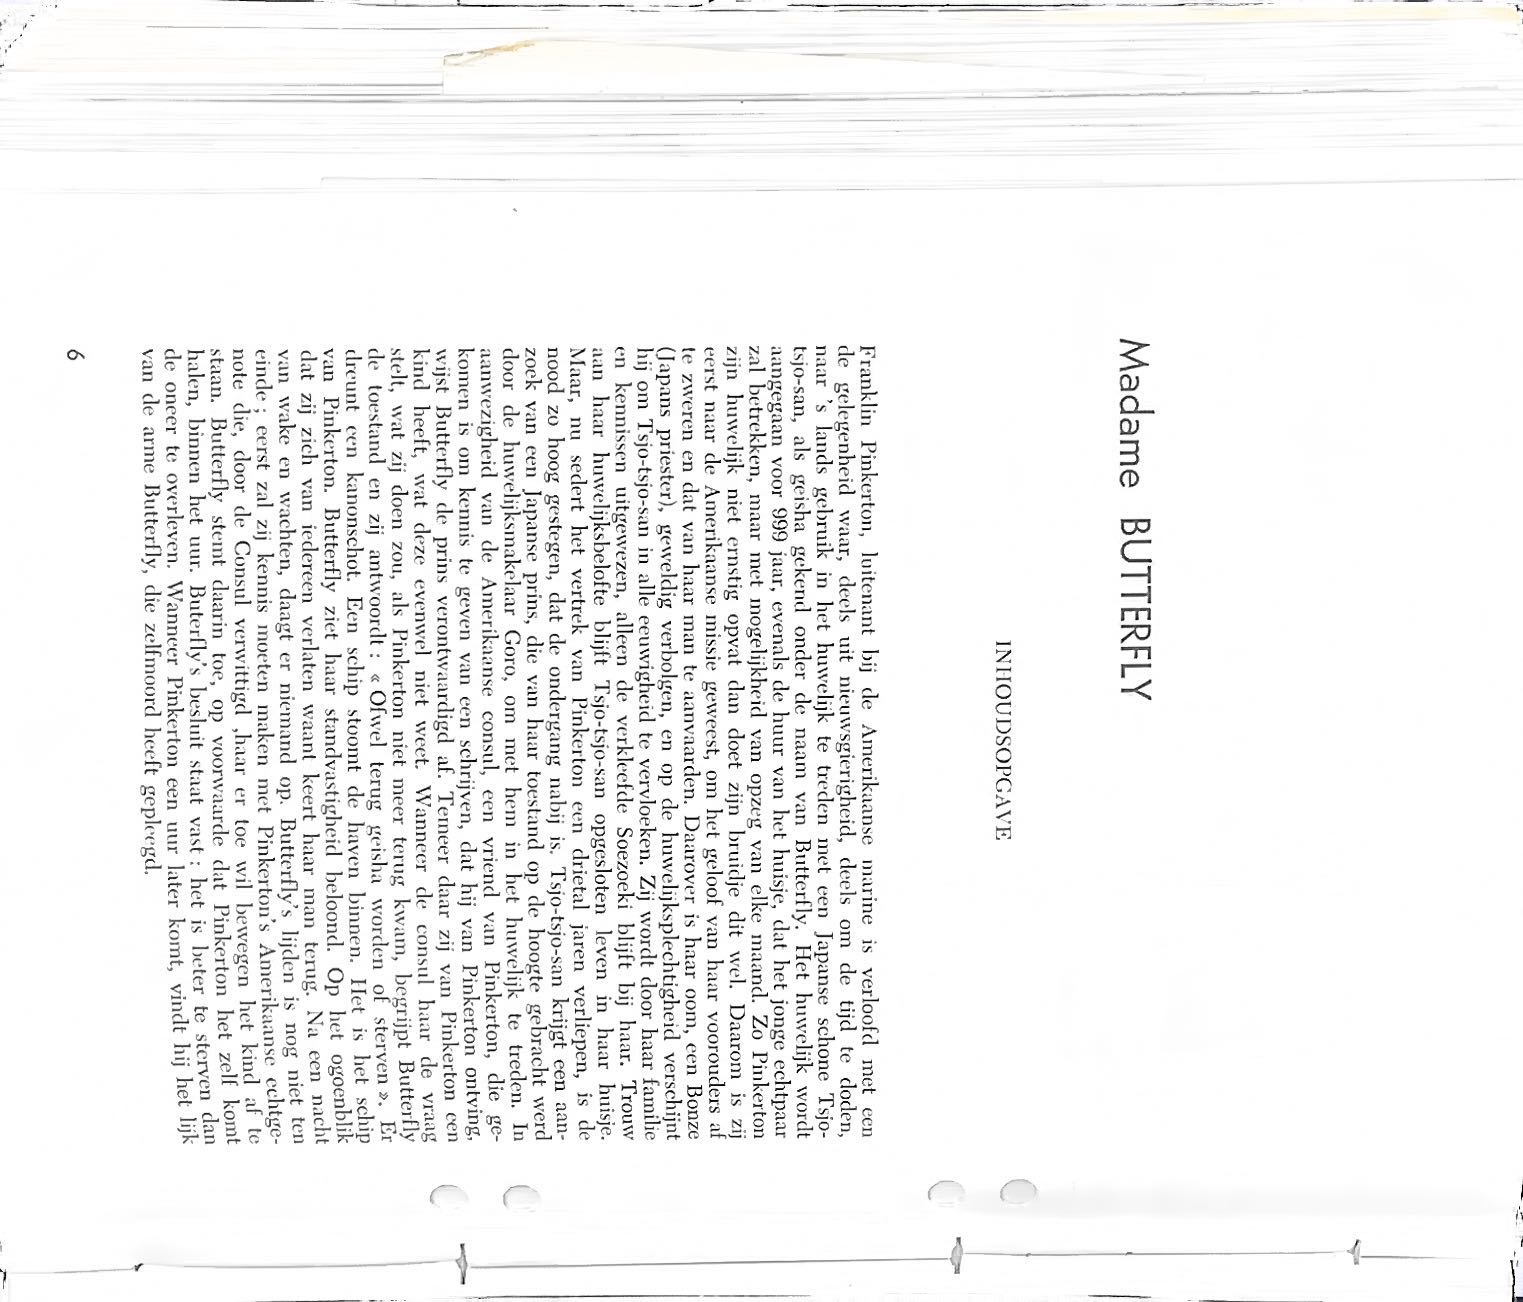 Madame BUTTERFLY
INHOUDSOPGAVE
Franklin Pinkerton, luitenant bij de Amerikaanse marine is verloofd met een
de gelegenheid waar, deels uit nieuwsgierigheid, deels om de tijd te doden,
naar 's lands gebruik in het huwelijk te treden met een Japanse schone Tsjo-
tsjo-san, als geisha gekend onder de naam van Butterfly. Het huwelijk wordt
aangegaan voor 999 jaar, evenals de huur van het huisje, dat het jonge echtpaar
zal betrekken, maar met mogelijkheid van opzeg van elke maand. Zo Pinkerton
zijn huwelijk niet ernstig opvat dan doet zijn bruidje dit wel. Daarom is zij
eerst naar de Amerikaanse missie geweest, om het geloof van haar voorouders af
te zweren en dat van haar man te aanvaarden. Daarover is haar oom, een Bonze
(Japans priester), geweldig verbolgen, en op de huwelijksplechtigheid verschijnt
hij om Tsjo-tsjo-san in alle eeuwigheid te vervloeken. Zij wordt door haar familie
en kennissen uitgewezen, alleen de verkleefde Soezoeki blijft bij haar. Trouw
aan haar huwelijksbelofte blijft Tsjo-tsjo-san opgesloten leven in haar huisje.
Maar, nu sedert het vertrek van Pinkerton een drietal jaren verliepen, is de
nood zo hoog gestegen, dat de ondergang nabij is. Tsjo-tsjo-san krijgt een aan-
zoek van een Japanse prins, die van haar toestand op de hoogte gebracht werd
door de huwelijksmakelaar Goro, om met hem in het huwelijk te treden. In
aanwezigheid van de Amerikaanse consul, een vriend van Pinkerton, die ge-
komen is om kennis te geven van een schrijven, dat hij van Pinkerton ontving,
wijst Butterfly de prins verontwaardigd af. Temeer daar zij van Pinkerton een
kind heeft, wat deze evenwel niet weet. Wanneer de consul haar de vraag
stelt, wat zij doen zou, als Pinkerton niet meer terug kwam, begrijpt Butterfly
de toestand en zij antwoordt : « Ofwel terug geisha worden of sterven ». Er
dreunt een kanonschot. Een schip stoomt de haven binnen. Het is het schip
van Pinkerton. Butterfly ziet haar standvastigheid beloond. Op het ogoenblik
dat zij zich van iedereen verlaten waant keert haar man terug. Na een nacht
van wake en wachten, daagt er niemand op. Butterfly's lijden is nog niet ten
einde ; eerst zal zij kennis moeten maken met Pinkerton's Amerikaanse echtge-
note die, door de Consul verwittigd ,haar er toe wil bewegen het kind af te
staan. Butterfly stemt daarin toe, op voorwaarde dat Pinkerton het zelf komt
halen, binnen het uur. Buterfly's besluit staat vast : het is beter te sterven dan
de oneer te overleven. Wanneer Pinkerton een uur later komt, vindt hij het lijk
van de arme Butterfly, die zelfmoord heeft gepleegd.
6